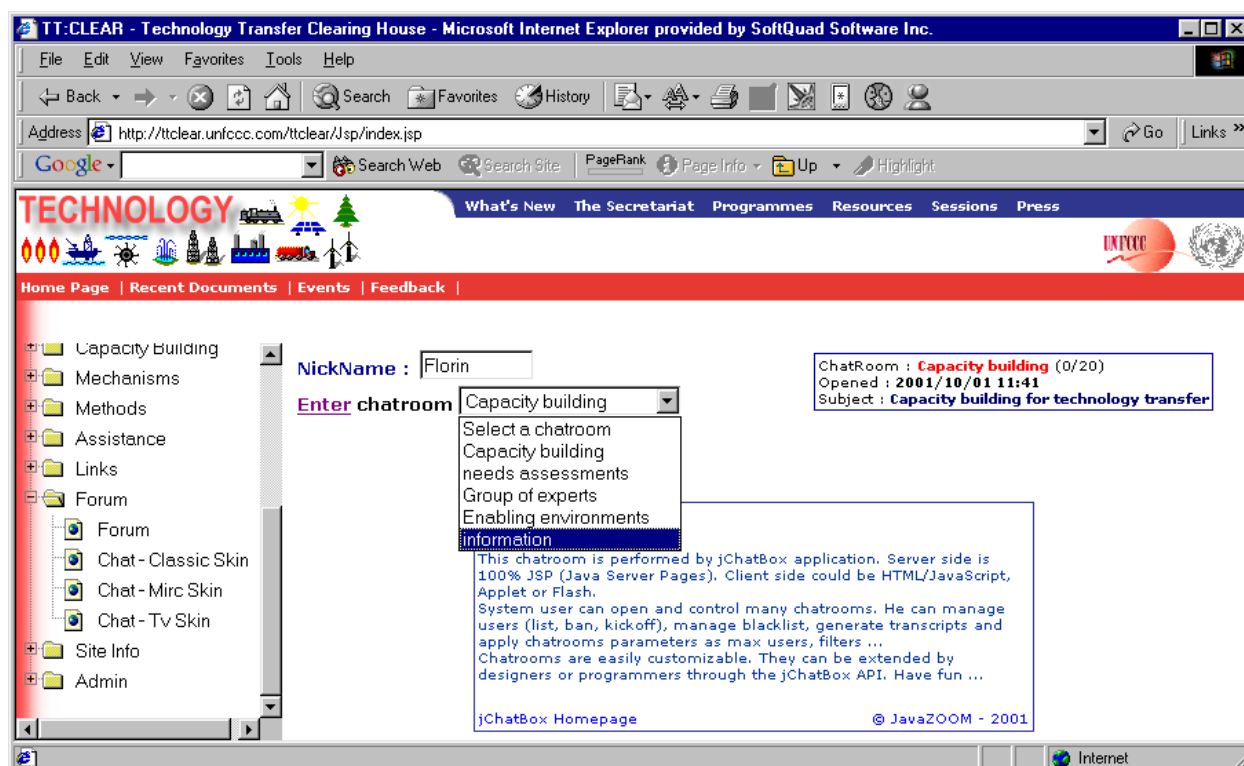 TT:CLEAR - Technology Transfer Clearing House - Microsoft Internet Explorer provided by SoftQuad Software Inc.
File Edit View Favorites Tools Help
Back Search Favorites History
Address http://ttclear.unfccc.com/ttclear/Jsp/index.jsp Go Links »
Google Search Web Search Site PageRank Page Info Up Highlight
TECHNOLOGY
What's New The Secretariat Programmes Resources Sessions Press
UNFCCC
Home Page | Recent Documents | Events | Feedback |
Capacity Building
Mechanisms
Methods
Assistance
Links
Forum
Forum
Chat-Classic Skin
Chat-Mirc Skin
Chat-Tv Skin
Site Info
Admin
NickName : Florin
Enter chatroom Capacity building
Select a chatroom
Capacity building
needs assessments
Group of experts
Enabling environments
information
ChatRoom : Capacity building (0/20)
Opened : 2001/10/01 11:41
Subject : Capacity building for technology transfer
This chatroom is performed by jChatBox application. Server side is
100% JSP (Java Server Pages). Client side could be HTML/JavaScript,
Applet or Flash.
System user can open and control many chatrooms. He can manage
users (list, ban, kickoff), manage blacklist, generate transcripts and
apply chatrooms parameters as max users, filters ...
Chatrooms are easily customizable. They can be extended by
designers or programmers through the jChatBox API. Have fun ...
jChatBox Homepage © JavaZOOM - 2001
Internet